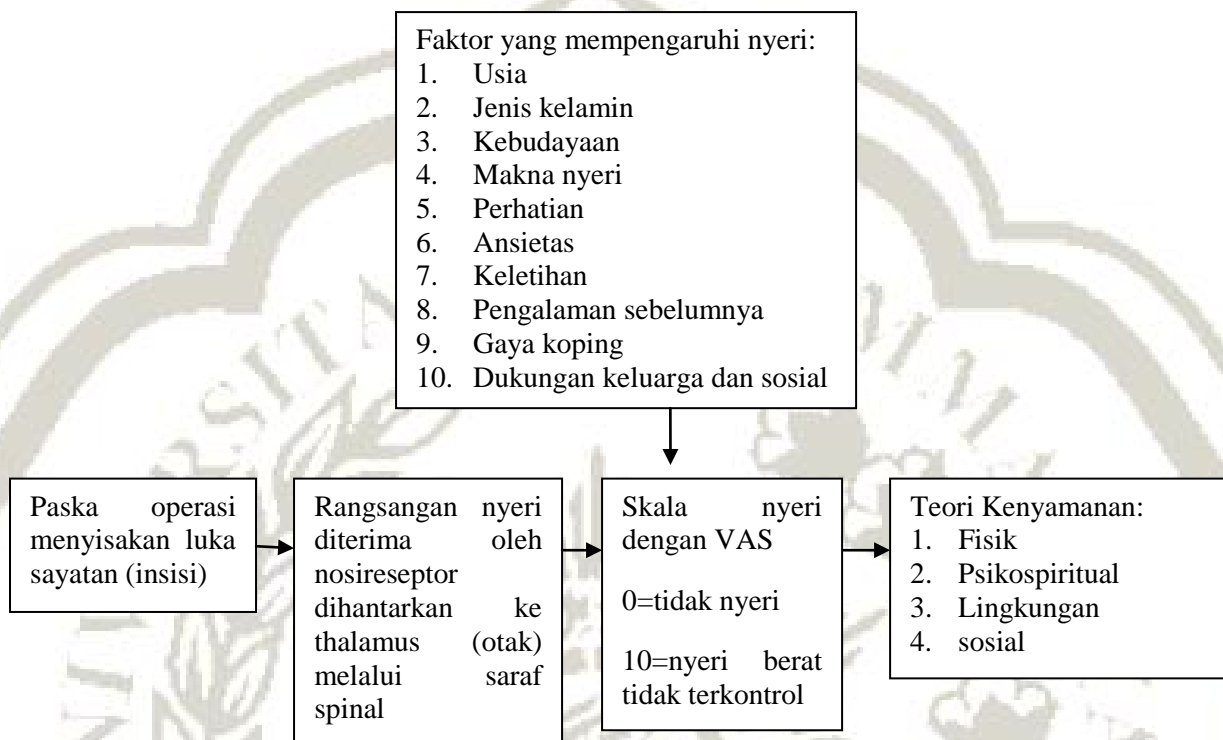 Faktor yang mempengaruhi nyeri:
1. Usia
2. Jenis kelamin
3. Kebudayaan
4. Makna nyeri
5. Perhatian
6. Ansietas
7. Keletihan
8. Pengalaman sebelumnya
9. Gaya koping
10. Dukungan keluarga dan sosial
Paska operasi
menyisakan luka
sayatan (insisi)
Rangsangan nyeri
diterima oleh
nosireseptor
dihantarkan ke
thalamus (otak)
melalui saraf
spinal
Skala nyeri
dengan VAS
0=tidak nyeri
10=nyeri berat
tidak terkontrol
Teori Kenyamanan:
1. Fisik
2. Psikospiritual
3. Lingkungan
4. sosial